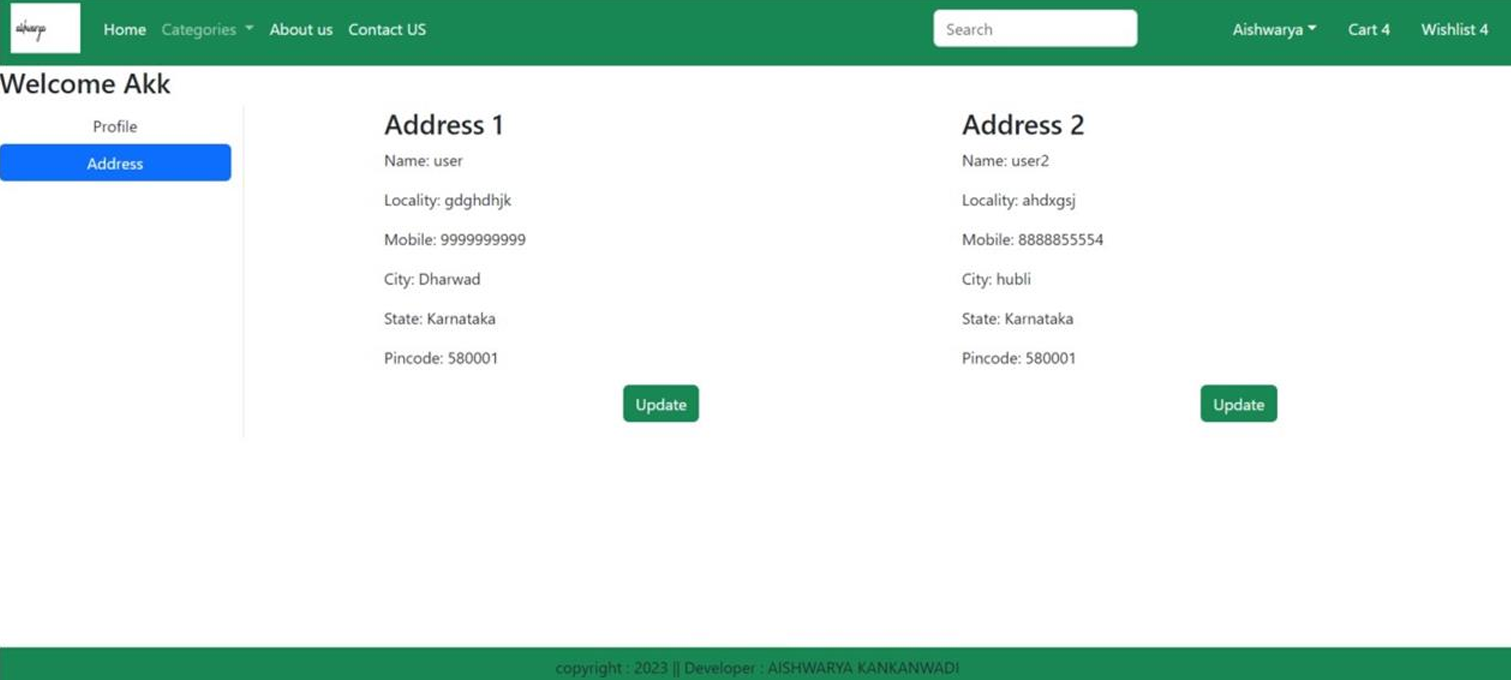 aishwarya
Home Categories About us Contact US Search Aishwarya Cart 4 Wishlist 4
Welcome Akk
Profile
Address
Address 1
Name: user
Locality: gdghdhjk
Mobile: 9999999999
City: Dharwad
State: Karnataka
Pincode: 580001
Update
Address 2
Name: user2
Locality: ahdxgsj
Mobile: 8888855554
City: hubli
State: Karnataka
Pincode: 580001
Update
copyright : 2023 || Developer : AISHWARYA KANKANWADI